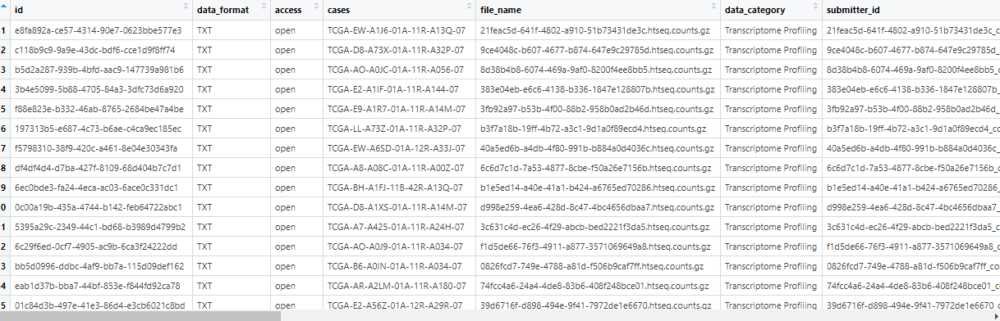 id data_format access cases file_name data_category submitter_id
1 e8fa892a-ce57-4314-90e7-0623bbe577e3 TXT open TCGA-EW-A1J6-01A-11R-A13Q-07 21feac5d-641f-4802-a910-51b73431de3c.htseq.counts.gz Transcriptome Profiling 21feac5d-641f-4802-a910-51b73431de3c_c
2 c118b9c9-9a9e-43dc-bdf6-cce1d9f8ff74 TXT open TCGA-D8-A73X-01A-11R-A32P-07 9ce4048c-b607-4677-b874-647e9c29785d.htseq.counts.gz Transcriptome Profiling 9ce4048c-b607-4677-b874-647e9c29785d_
3 b5d2a287-939b-4bfd-aac9-147739a981b6 TXT open TCGA-AO-A0JC-01A-11R-A056-07 8d38b4b8-6074-469a-9af0-8200f4ee8bb5.htseq.counts.gz Transcriptome Profiling 8d38b4b8-6074-469a-9af0-8200f4ee8bb5_
4 3b4e5099-5b88-4705-84a3-3dfc73d6a920 TXT open TCGA-E2-A1IF-01A-11R-A144-07 383e04eb-e6c6-4138-b336-1847e128807b.htseq.counts.gz Transcriptome Profiling 383e04eb-e6c6-4138-b336-1847e128807b_
5 f88e823e-b332-46ab-8765-2684be47a4be TXT open TCGA-E9-A1R7-01A-11R-A14M-07 3fb92a97-b53b-4f00-88b2-958b0ad2b46d.htseq.counts.gz Transcriptome Profiling 3fb92a97-b53b-4f00-88b2-958b0ad2b46d_
6 197313b5-e687-4c73-b6ae-c4ca9ec185ec TXT open TCGA-LL-A73Z-01A-11R-A32P-07 b3f7a18b-19ff-4b72-a3c1-9d1a0f89ecd4.htseq.counts.gz Transcriptome Profiling b3f7a18b-19ff-4b72-a3c1-9d1a0f89ecd4_cc
7 f5798310-38f9-420c-a461-8e04e30343fa TXT open TCGA-EW-A6SD-01A-12R-A33J-07 40a5ed6b-a4db-4f80-991b-b884a0d4036c.htseq.counts.gz Transcriptome Profiling 40a5ed6b-a4db-4f80-991b-b884a0d4036c_
8 df4df4d4-d7ba-427f-8109-68d404b7c7d1 TXT open TCGA-A8-A08C-01A-11R-A00Z-07 6c6d7c1d-7a53-4877-8cbe-f50a26e7156b.htseq.counts.gz Transcriptome Profiling 6c6d7c1d-7a53-4877-8cbe-f50a26e7156b_
9 6ec0bde3-fa24-4eca-ac03-6ace0c331dc1 TXT open TCGA-BH-A1FJ-11B-42R-A13Q-07 b1e5ed14-a40e-41a1-b424-a6765ed70286.htseq.counts.gz Transcriptome Profiling b1e5ed14-a40e-41a1-b424-a6765ed70286_
0 0c00a19b-435a-4744-b142-feb64722abc1 TXT open TCGA-D8-A1XS-01A-11R-A14M-07 d998e259-4ea6-428d-8c47-4bc4656dbaa7.htseq.counts.gz Transcriptome Profiling d998e259-4ea6-428d-8c47-4bc4656dbaa7_
1 5395a29c-2349-44c1-bd68-b3989d4799b2 TXT open TCGA-A7-A425-01A-11R-A24H-07 3c631c4d-ec26-4f29-abcb-bed2221f3da5.htseq.counts.gz Transcriptome Profiling 3c631c4d-ec26-4f29-abcb-bed2221f3da5_c
2 6c29f6ed-0cf7-4905-ac9b-6ca3f24222dd TXT open TCGA-AO-A0J9-01A-11R-A034-07 f1d5de66-76f3-4911-a877-3571069649a8.htseq.counts.gz Transcriptome Profiling f1d5de66-76f3-4911-a877-3571069649a8_c
3 bb5d0996-ddbc-4af9-bb7a-115d09def162 TXT open TCGA-B6-A0IN-01A-11R-A034-07 0826fcd7-749e-4788-a81d-f506b9caf7ff.htseq.counts.gz Transcriptome Profiling 0826fcd7-749e-4788-a81d-f506b9caf7ff_co
4 eab1d37b-bba7-44bf-853e-f844fd92ca78 TXT open TCGA-AR-A2LM-01A-11R-A180-07 74fcc4a6-24a4-4de8-83b6-408f248bce01.htseq.counts.gz Transcriptome Profiling 74fcc4a6-24a4-4de8-83b6-408f248bce01_
5 01c84d3b-497e-41e3-86d4-e3cb6021c8bd TXT open TCGA-E2-A56Z-01A-12R-A29R-07 39d6716f-d898-494e-9f41-7972de1e6670.htseq.counts.gz Transcriptome Profiling 39d6716f-d898-494e-9f41-7972de1e6670_